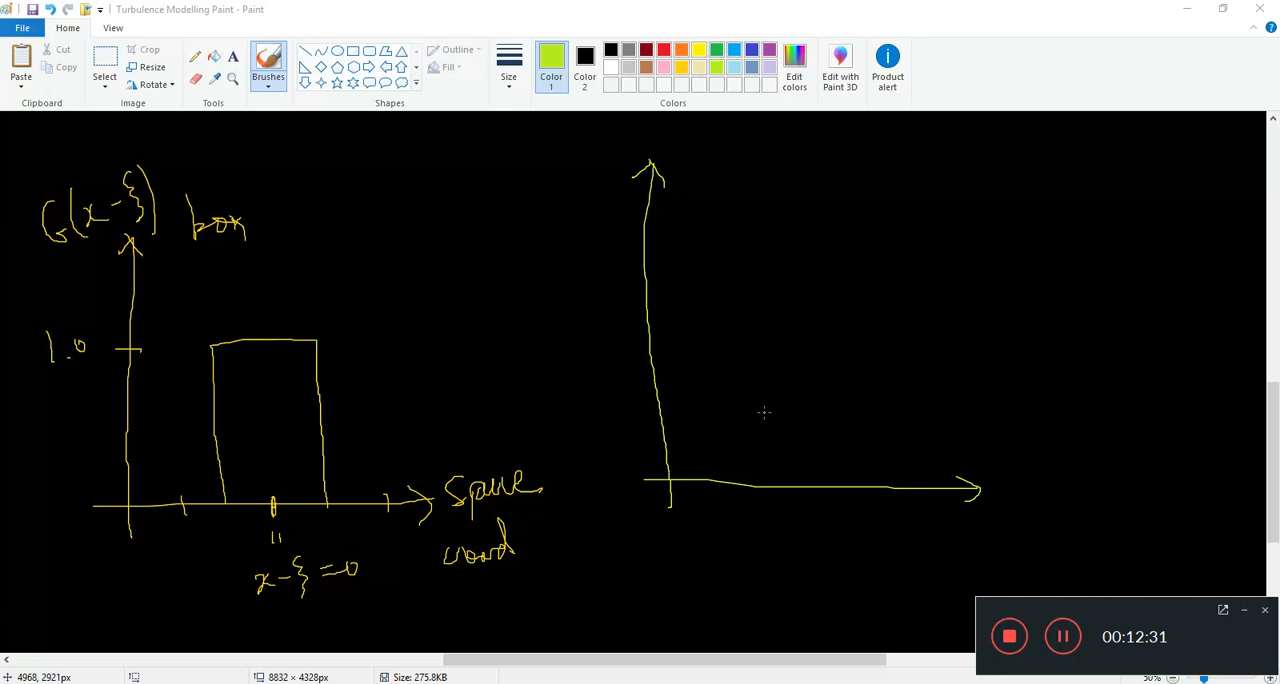 Turbulence Modelling Paint - Paint
File Home View
Paste Cut Copy
Select Crop Resize Rotate
A
Brushes
Outline Fill
Size
Color 1
Color 2
Edit colors
Edit with Paint 3D
Product alert
Clipboard Image Tools Shapes Colors
G(x-ξ) box
1.0
x-ξ=0
00:12:31
4968, 2921px 8832 × 4328px Size: 275.8KB 50%